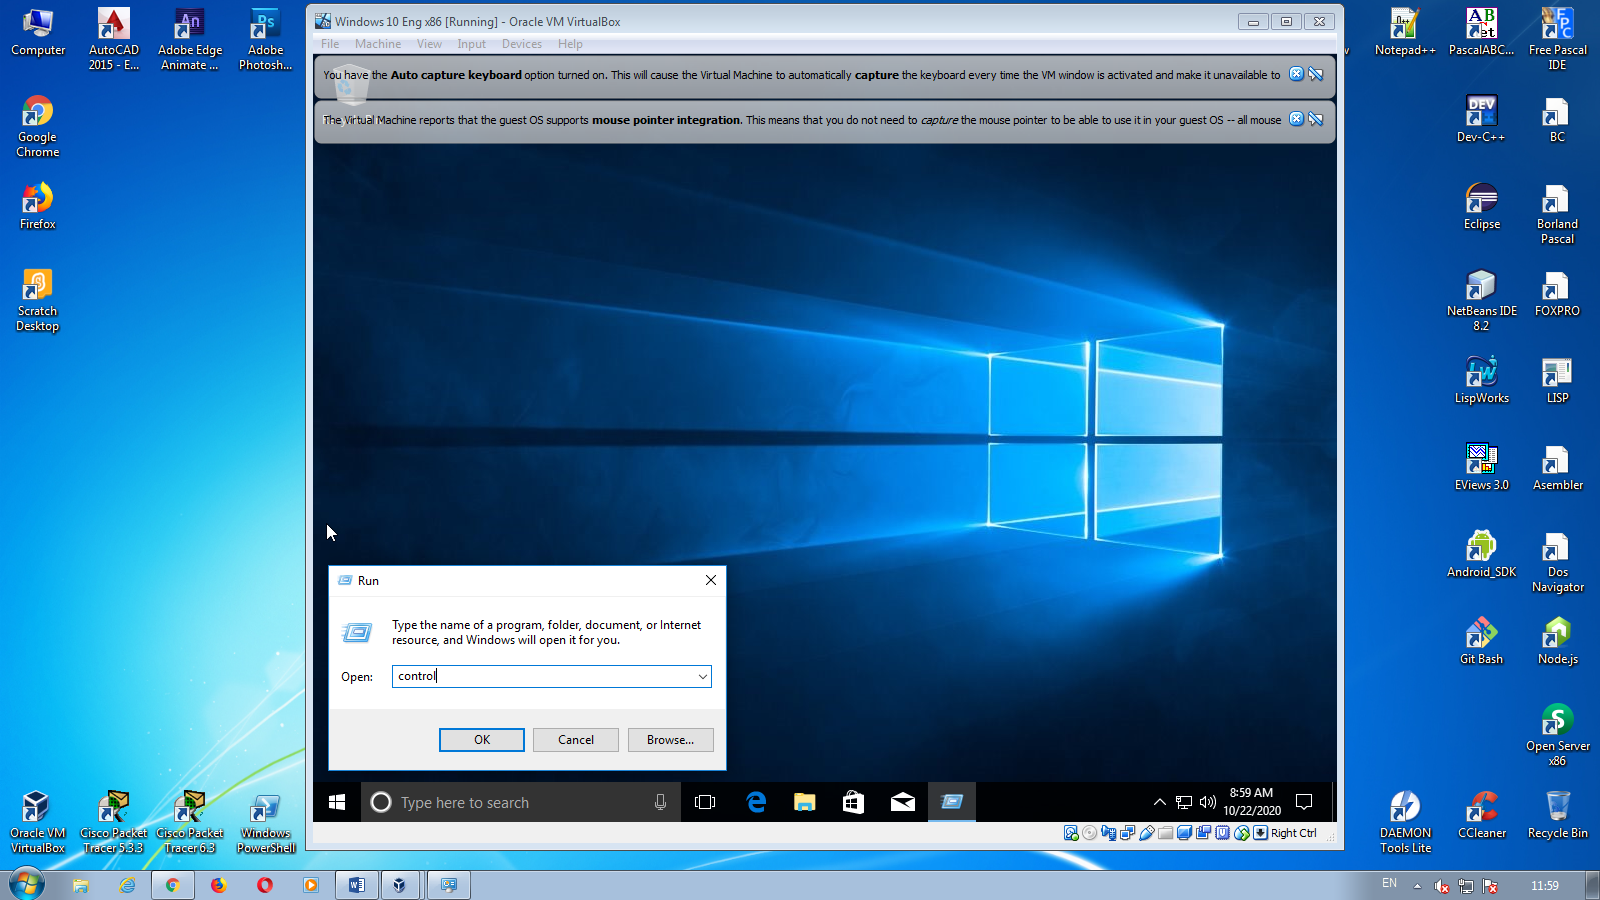 Windows 10 Eng x86 [Running] - Oracle VM VirtualBox
File Machine View Input Devices Help
You have the Auto capture keyboard option turned on. This will cause the Virtual Machine to automatically capture the keyboard every time the VM window is activated and make it unavailable to
The Virtual Machine reports that the guest OS supports mouse pointer integration. This means that you do not need to capture the mouse pointer to be able to use it in your guest OS -- all mouse
Computer
AutoCAD
2015 - E...
Adobe Edge
Animate ...
Adobe
Photosh...
Google
Chrome
Firefox
Scratch
Desktop
Notepad++
PascalABC...
Free Pascal
IDE
Dev-C++
BC
Eclipse
Borland
Pascal
NetBeans IDE
8.2
FOXPRO
LispWorks
LISP
EViews 3.0
Asembler
Android_SDK
Dos
Navigator
Git Bash
Node.js
Open Server
x86
Run
Type the name of a program, folder, document, or Internet
resource, and Windows will open it for you.
Open: control
OK Cancel Browse...
Type here to search
8:59 AM
10/22/2020
Right Ctrl
Oracle VM
VirtualBox
Cisco Packet
Tracer 5.3.3
Cisco Packet
Tracer 6.3
Windows
PowerShell
DAEMON
Tools Lite
CCleaner
Recycle Bin
EN
11:59